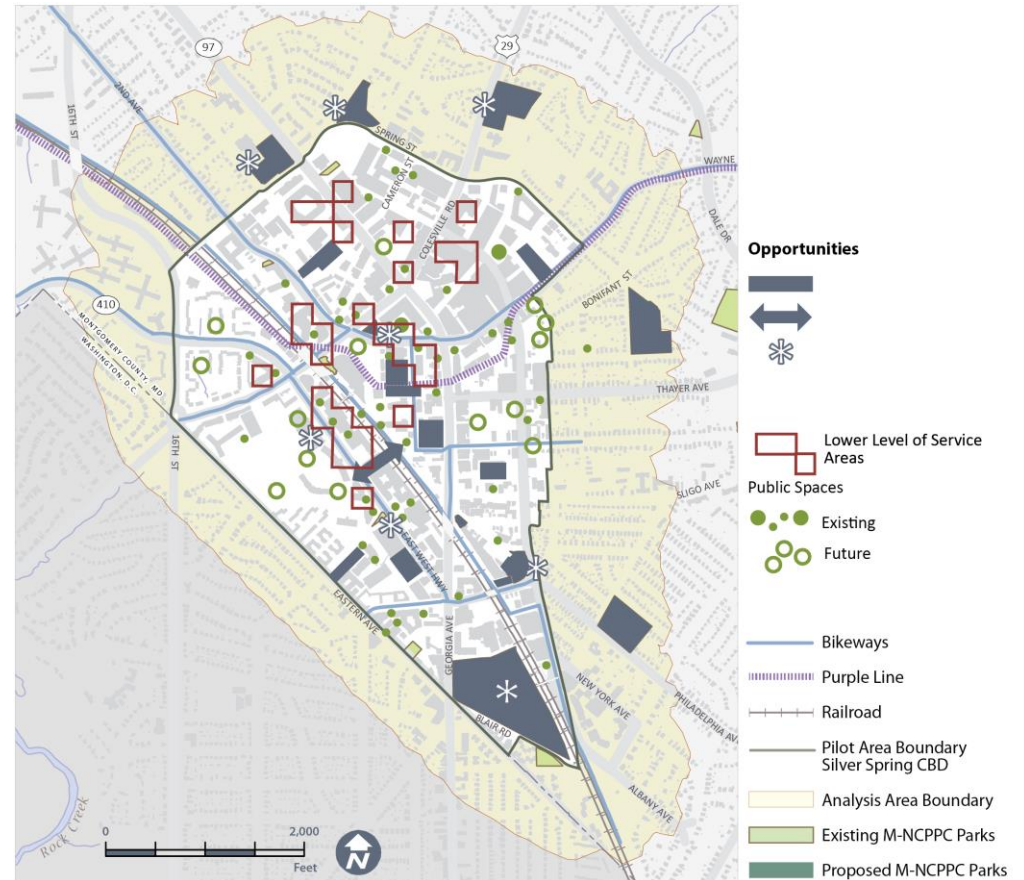 97
29
2ND AVE
16TH ST
SPRING ST
CAMERON ST
COLESVILLE RD
WAYNE
DALE DR
BONIFANT ST
410
MONTGOMERY COUNTY, MD
WASHINGTON, D.C.
THAYER AVE
16TH ST
SLIGO AVE
EAST WEST HWY
EASTERN AVE
GEORGIA AVE
NEW YORK AVE
PHILADELPHIA AVE
BLAIR RD
ALBANY AVE
Rock Creek
0
2,000
Feet
N
Opportunities
Lower Level of Service
Areas
Public Spaces
Existing
Future
Bikeways
Purple Line
Railroad
Pilot Area Boundary
Silver Spring CBD
Analysis Area Boundary
Existing M-NCPPC Parks
Proposed M-NCPPC Parks